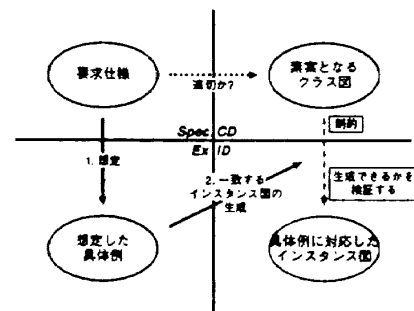 要求仕様
適切か?
葉富となる
クラス図
Spec CD
Ex ID
制約
1. 想定
2. 一致する
インスタンス図の
生成
生成できるかを
検証する
想定した
具体例
具体例に対応した
インスタンス図